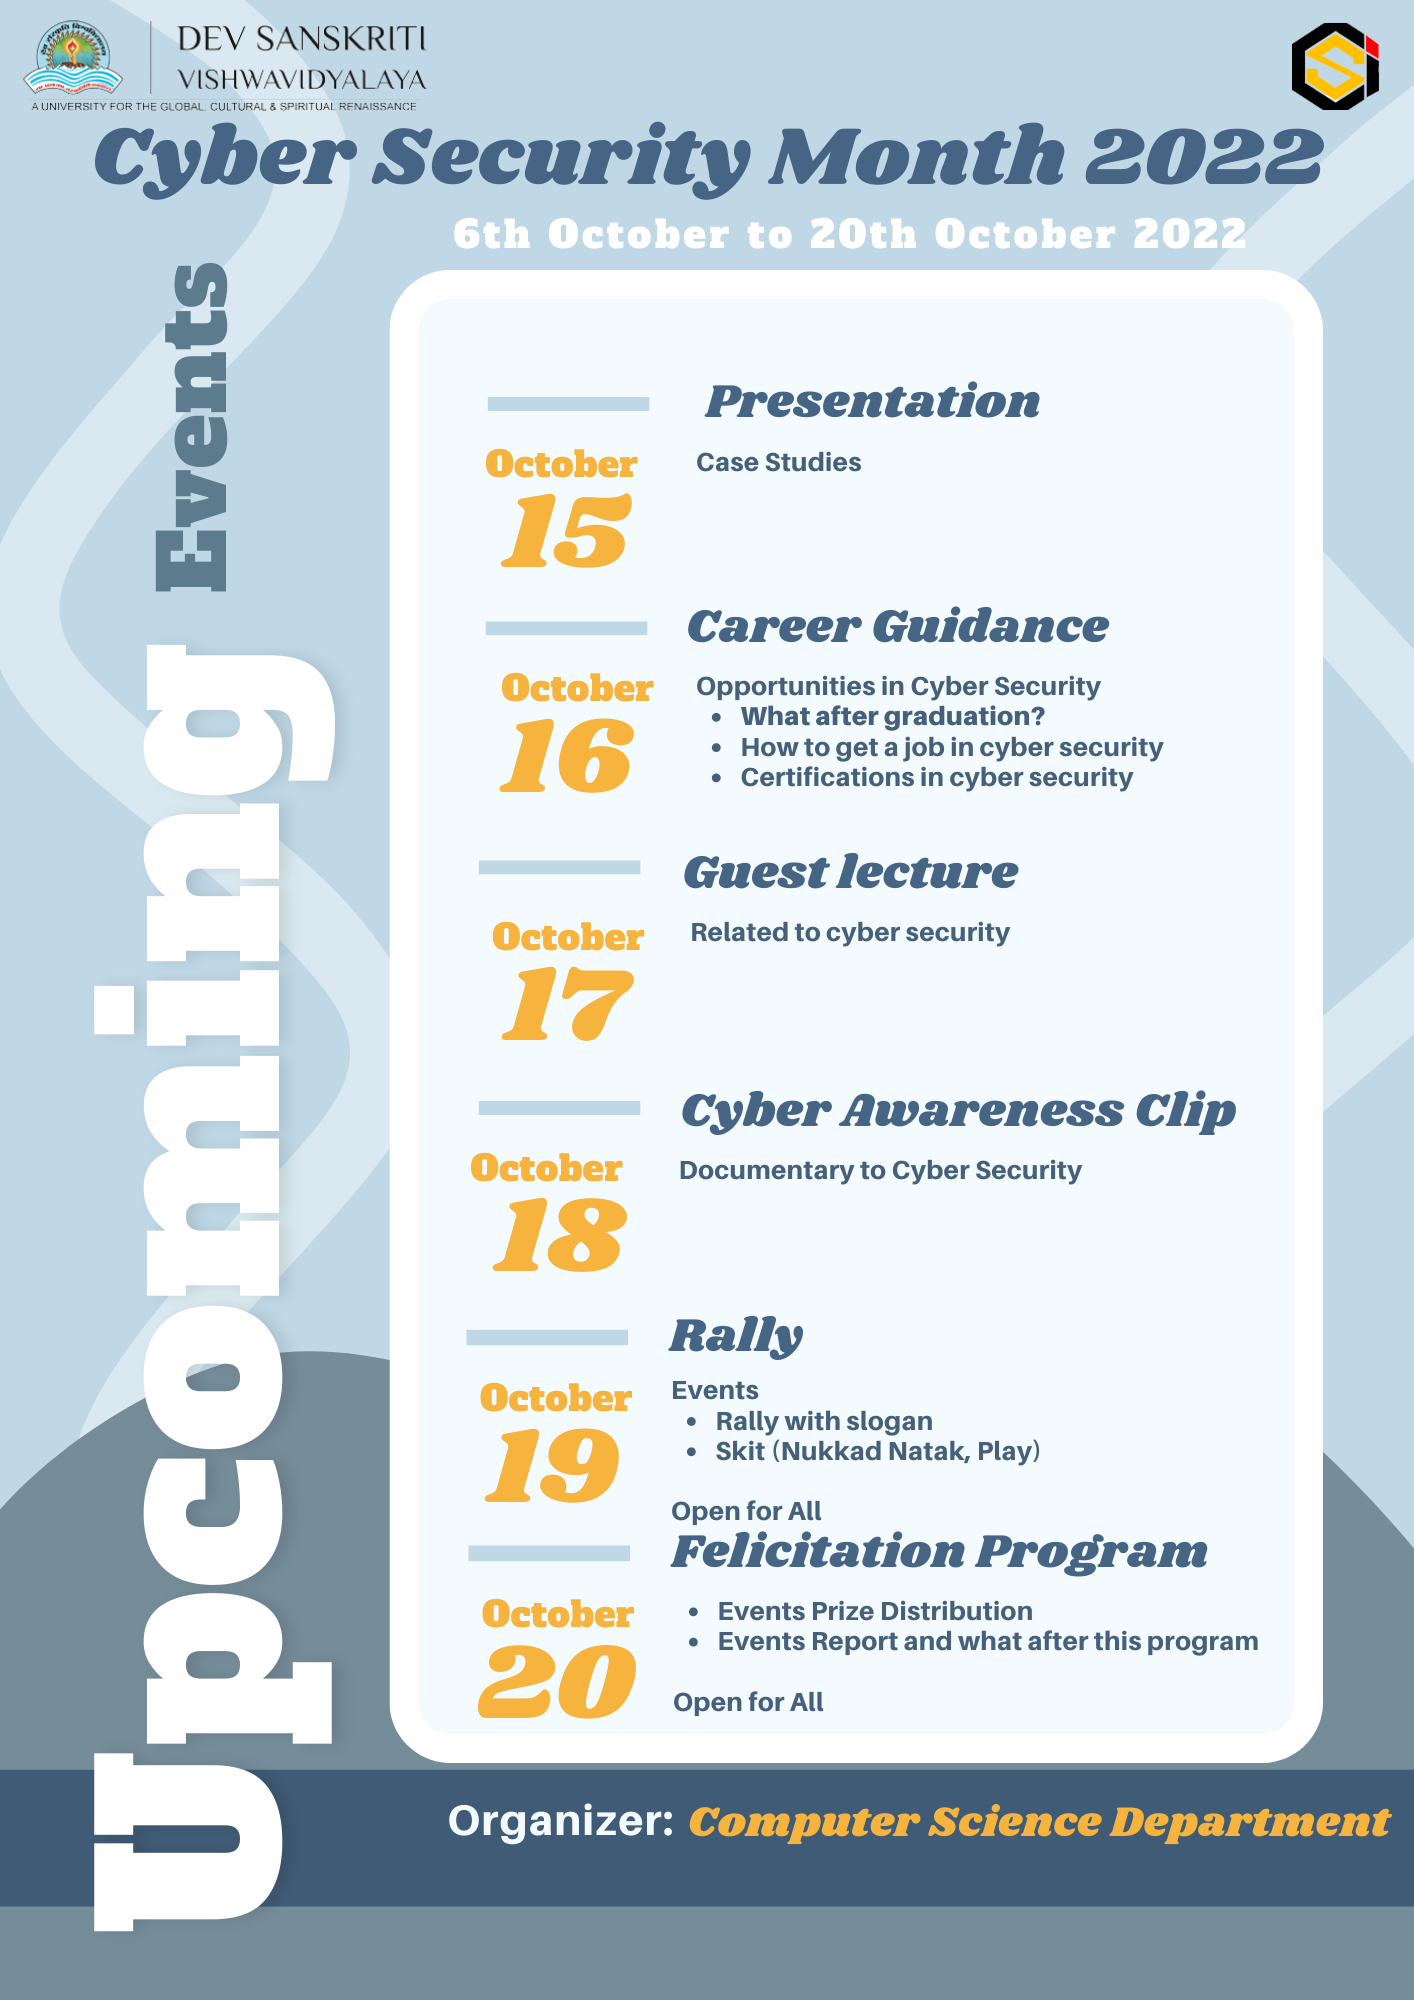 DEV SANSKRITI
VISHWAVIDYALAYA
A UNIVERSITY FOR THE GLOBAL, CULTURAL & SPIRITUAL RENAISSANCE
Cyber Security Month 2022
6th October to 20th October 2022
Upcoming Events
Presentation
October
15
Case Studies
Career Guidance
October
16
Opportunities in Cyber Security
• What after graduation?
• How to get a job in cyber security
• Certifications in cyber security
Guest lecture
October
17
Related to cyber security
Cyber Awareness Clip
October
18
Documentary to Cyber Security
Rally
October
19
Events
• Rally with slogan
• Skit (Nukkad Natak, Play)
Open for All
Felicitation Program
October
20
• Events Prize Distribution
• Events Report and what after this program
Open for All
Organizer: Computer Science Department